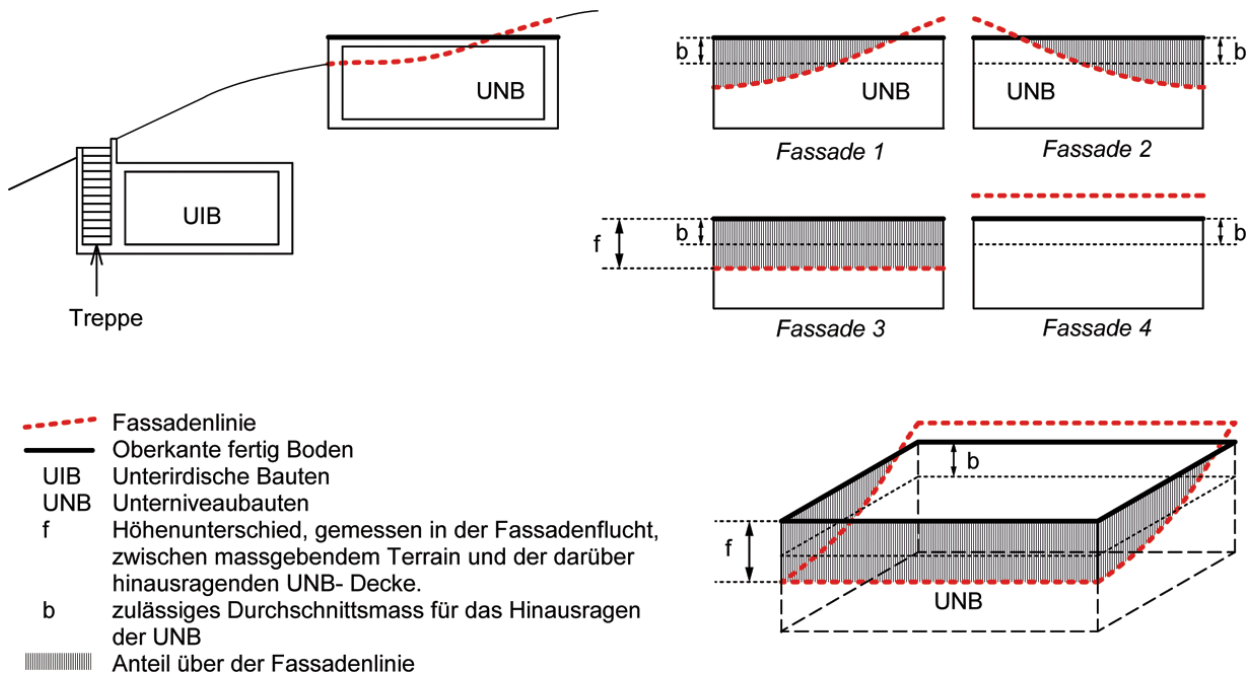 UNB
UIB
Treppe
b
UNB
Fassade 1
UNB
b
Fassade 2
f
b
Fassade 3
b
Fassade 4
Fassadenlinie
Oberkante fertig Boden
UIB Unterirdische Bauten
UNB Unterniveaubauten
f Höhenunterschied, gemessen in der Fassadenflucht,
zwischen massgebendem Terrain und der darüber
hinausragenden UNB- Decke.
b zulässiges Durchschnittsmass für das Hinausragen
der UNB
Anteil über der Fassadenlinie
b
f
UNB